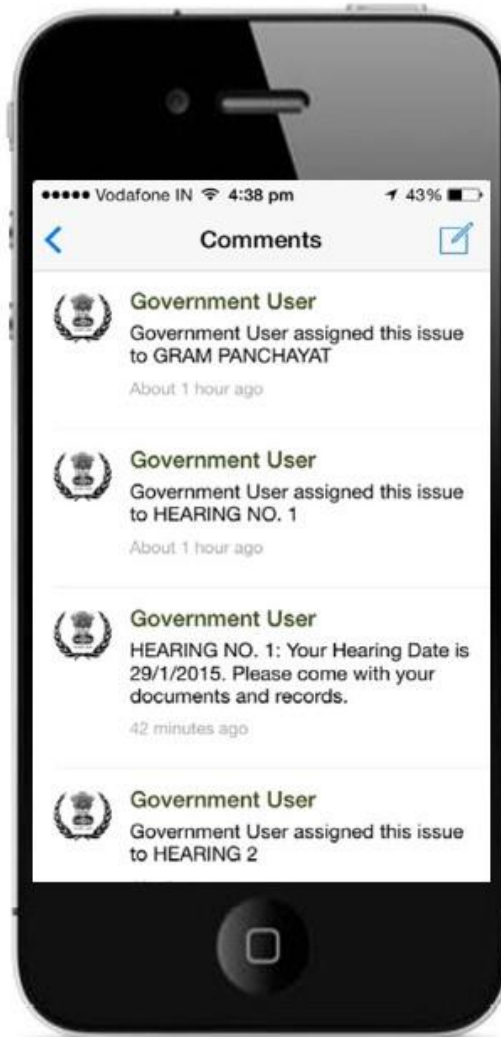 Vodafone IN 4:38 pm 43%
Comments
Government User
Government User assigned this issue
to GRAM PANCHAYAT
About 1 hour ago
Government User
Government User assigned this issue
to HEARING NO. 1
About 1 hour ago
Government User
HEARING NO. 1: Your Hearing Date is
29/1/2015. Please come with your
documents and records.
42 minutes ago
Government User
Government User assigned this issue
to HEARING 2